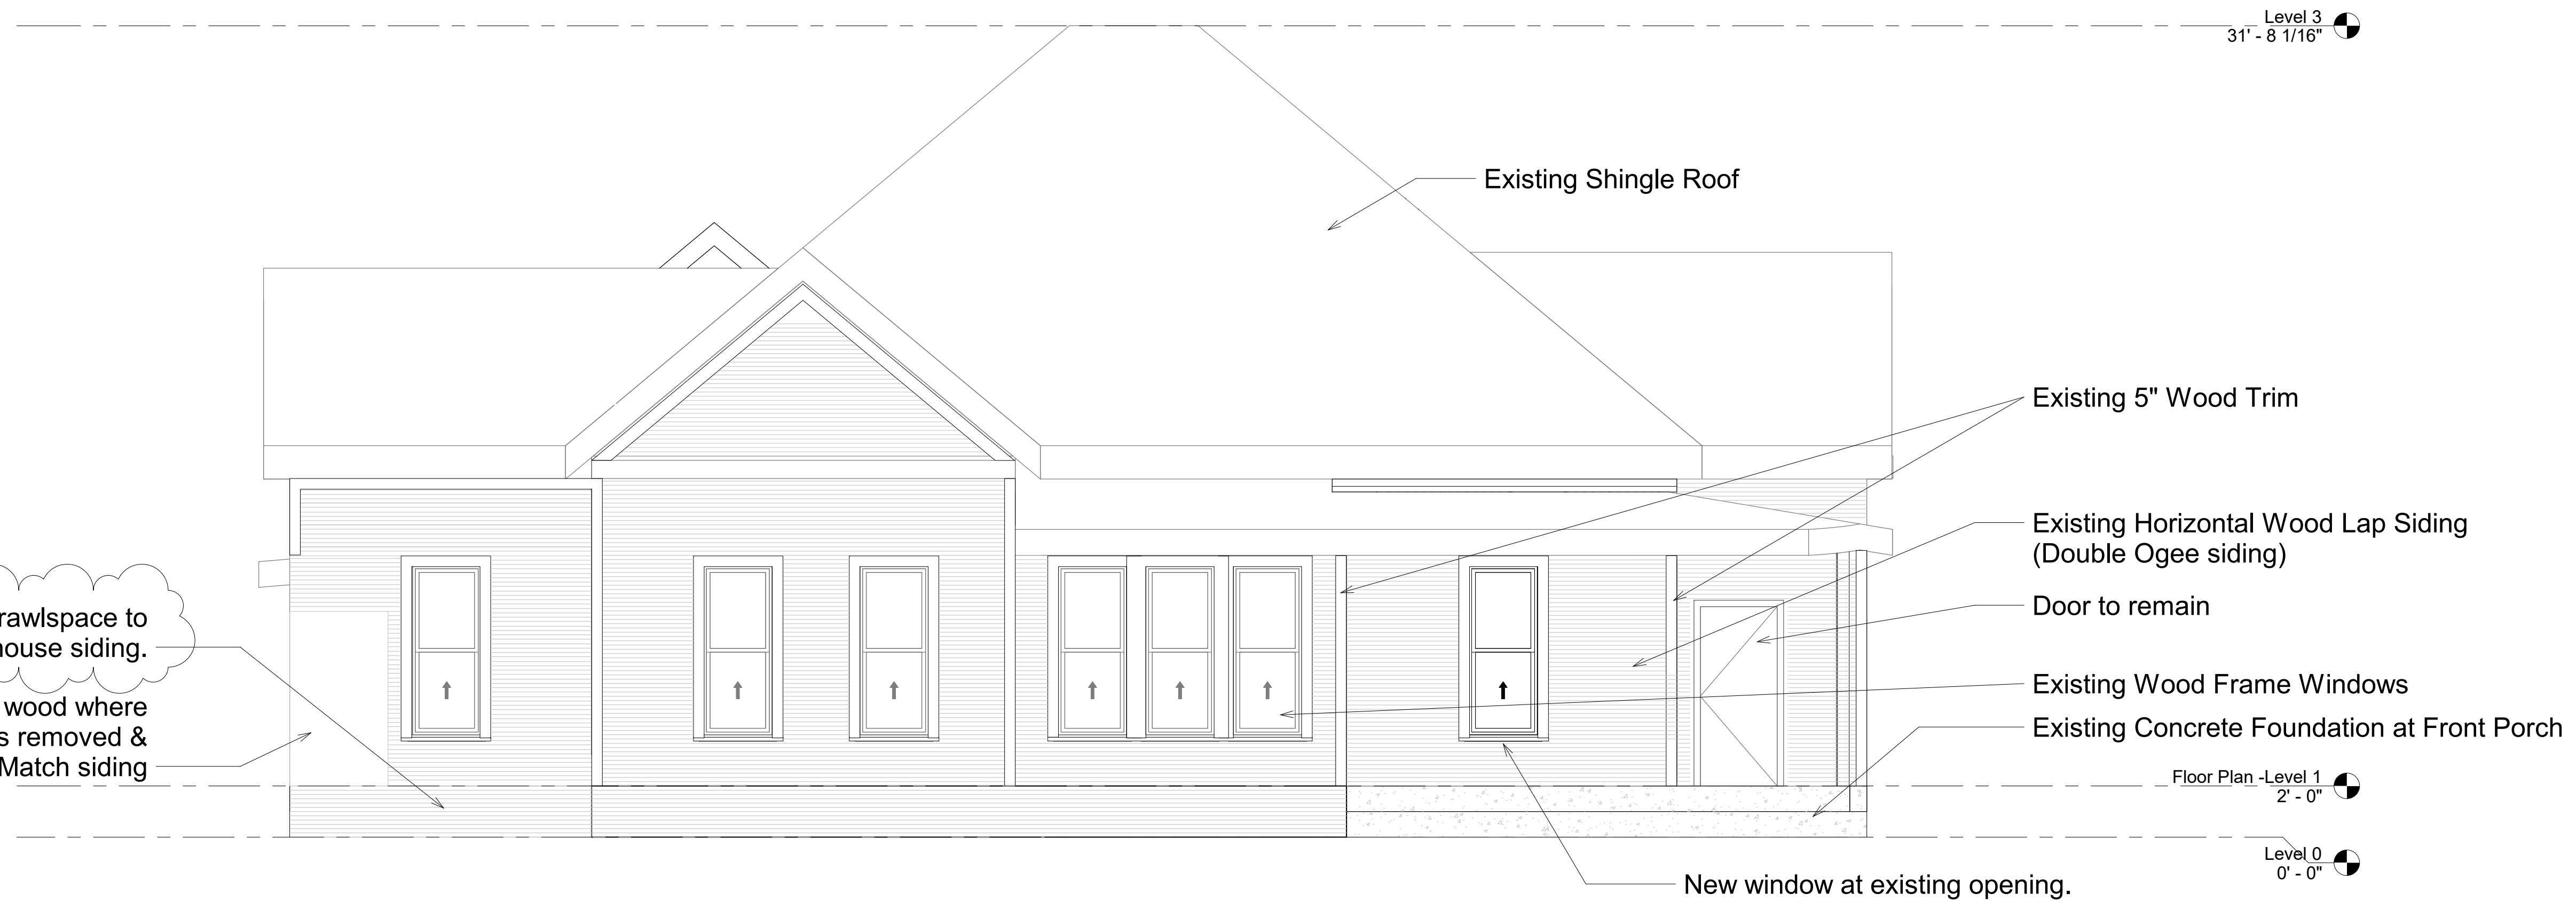 Level 3
31' - 8 1/16"
Existing Shingle Roof
Existing 5" Wood Trim
Existing Horizontal Wood Lap Siding
(Double Ogee siding)
Door to remain
Existing Wood Frame Windows
Existing Concrete Foundation at Front Porch
to
house siding.
wood where
removed &
Match siding
Floor Plan -Level 1
2' - 0"
Level 0
0' - 0"
New window at existing opening.